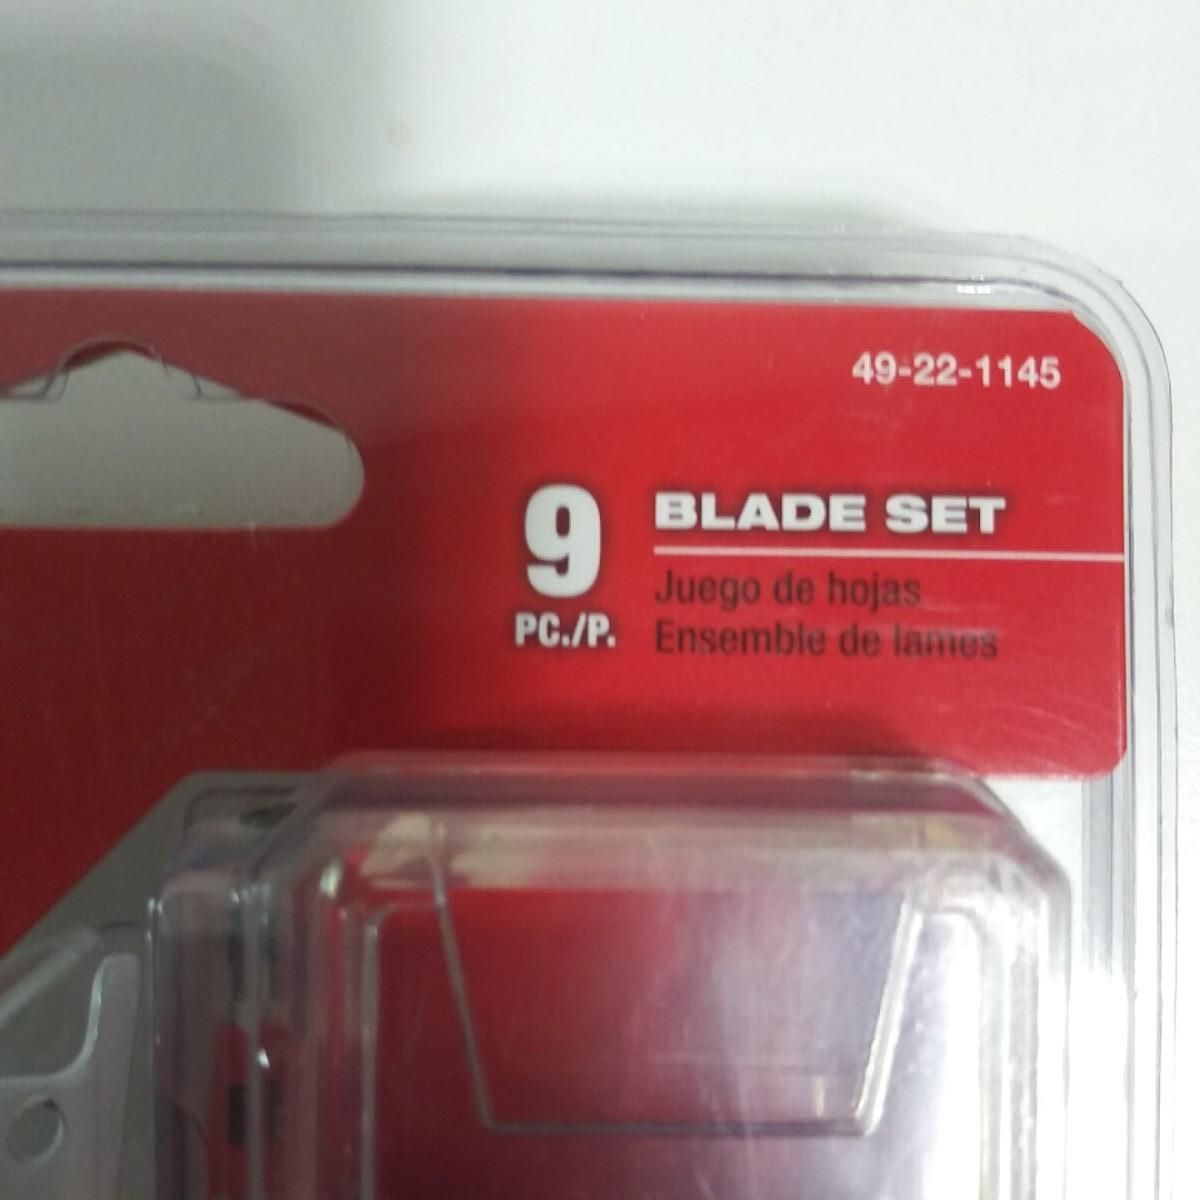 49-22-1145
9
PC./P.
BLADE SET
Juego de hojas
Ensemble de lames